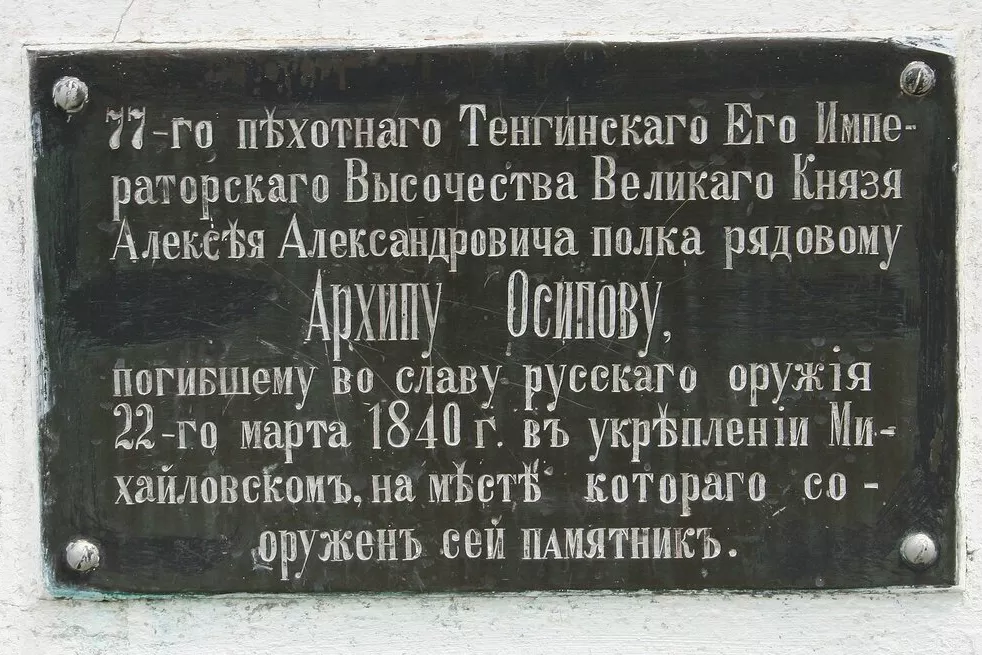 77-го пѣхотнаго Тенгинскаго Его Импе-
раторскаго Высочества Великаго Князя
Алексѣя Александровича полка рядовому
Архипу Осипову,
погибшему во славу русскаго оружія
22-го марта 1840 г. въ укрѣпленіи Ми-
хайловскомъ, на мѣстѣ котораго со-
оруженъ сей памятникъ.